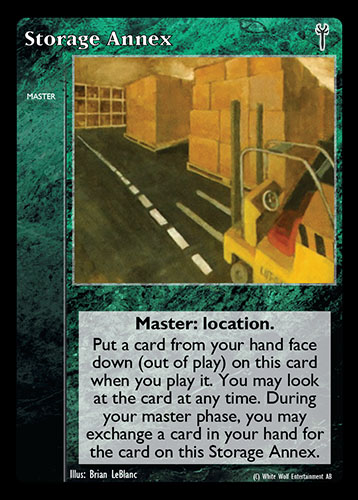 Storage Annex
MASTER
Master: location.
Put a card from your hand face
down (out of play) on this card
when you play it. You may look
at the card at any time. During
your master phase, you may
exchange a card in your hand for
the card on this Storage Annex.
Illus: Brian LeBlanc
(C) White Wolf Entertainment AB